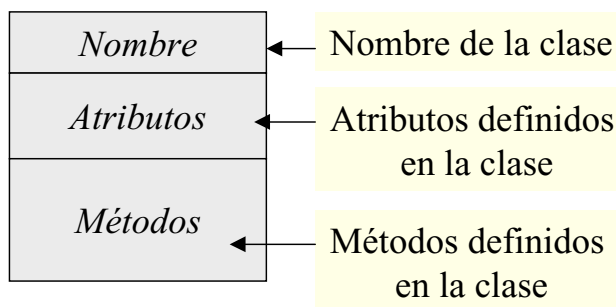 Nombre
Nombre de la clase
Atributos
Atributos definidos
en la clase
Métodos
Métodos definidos
en la clase